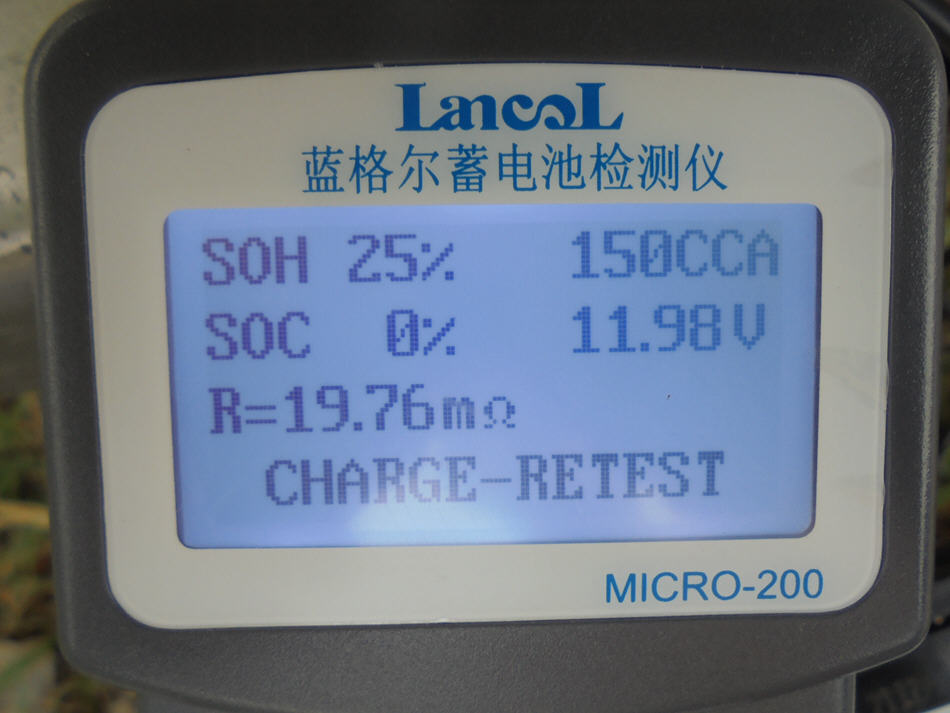 LancoL
蓝格尔蓄电池检测仪
SOH 25% 150CCA
SOC 0% 11.98V
R=19.76mΩ
CHARGE-RETEST
MICRO-200